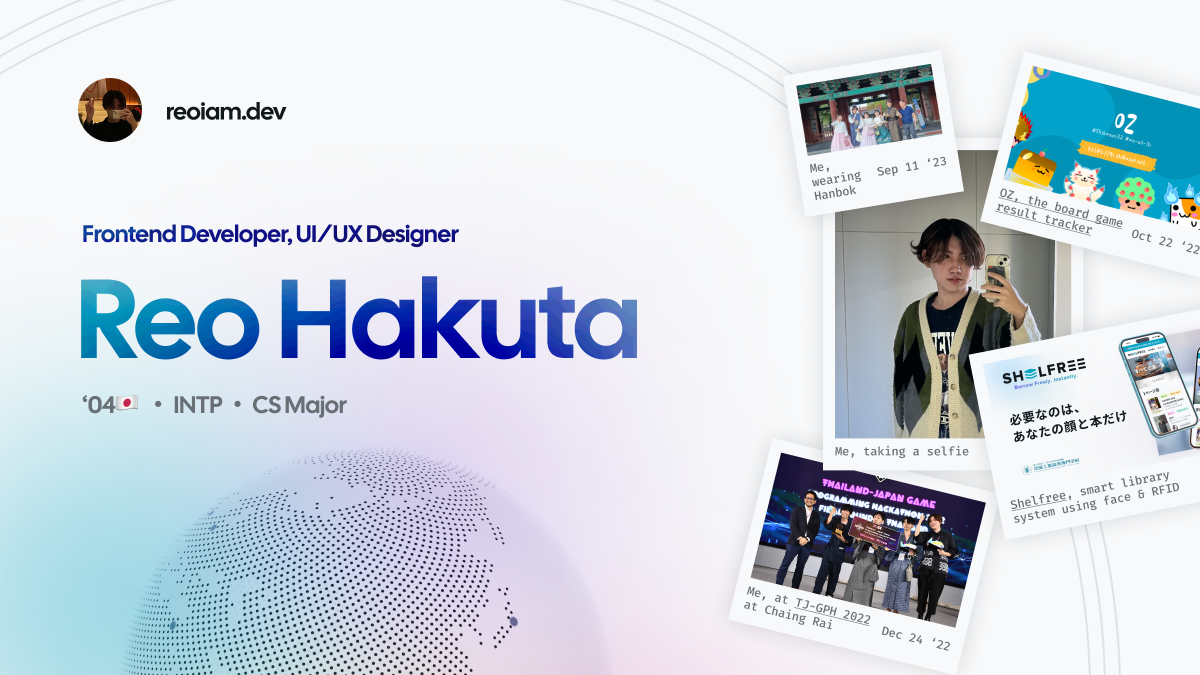 reoiam.dev
Frontend Developer, UI/UX Designer
Reo Hakuta
‘04🇯🇵 • INTP • CS Major
Me,
wearing
Hanbok
Sep 11 ‘23
OZ
OZ, the board game
result tracker
Oct 22 ‘22
Me, taking a selfie
SHELFREE
Borrow Freely, Instantly.
必要なのは、
あなたの顔と本だけ
Shelfree, smart library
system using face & RFID
THAILAND-JAPAN GAME
PROGRAMMING HACKATHON
Me, at TJ-GPH 2022
at Chaing Rai
Dec 24 ‘22